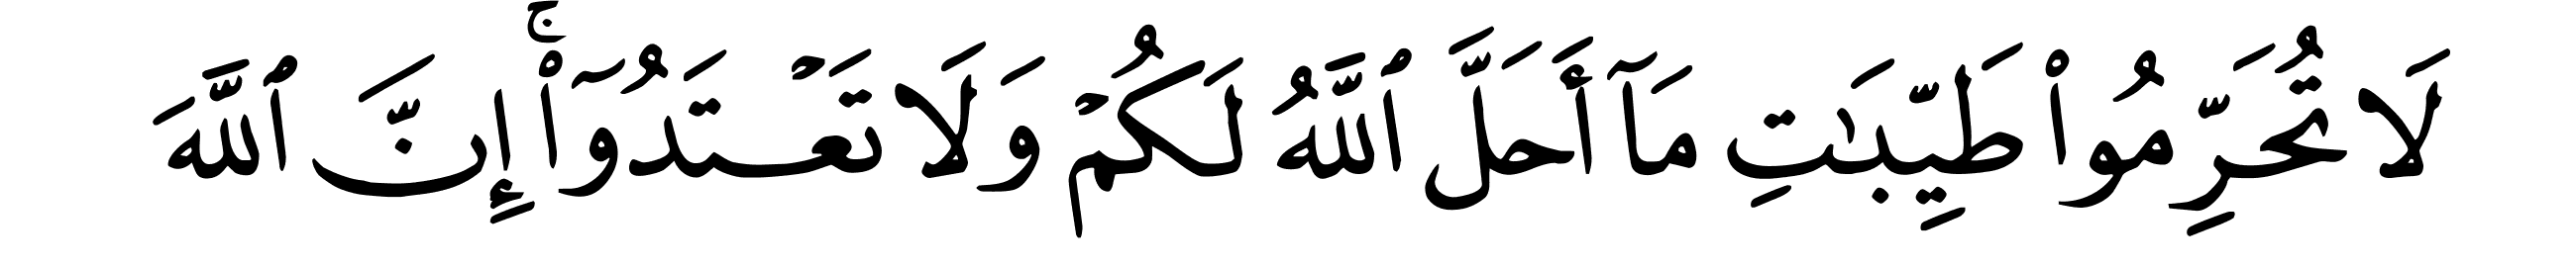 لَا تُحَرِّمُوا۟ طَيِّبَـٰتِ مَآ أَحَلَّ ٱللَّهُ لَكُمْ وَلَا تَعْتَدُوٓا۟ ۚ إِنَّ ٱللَّهَ